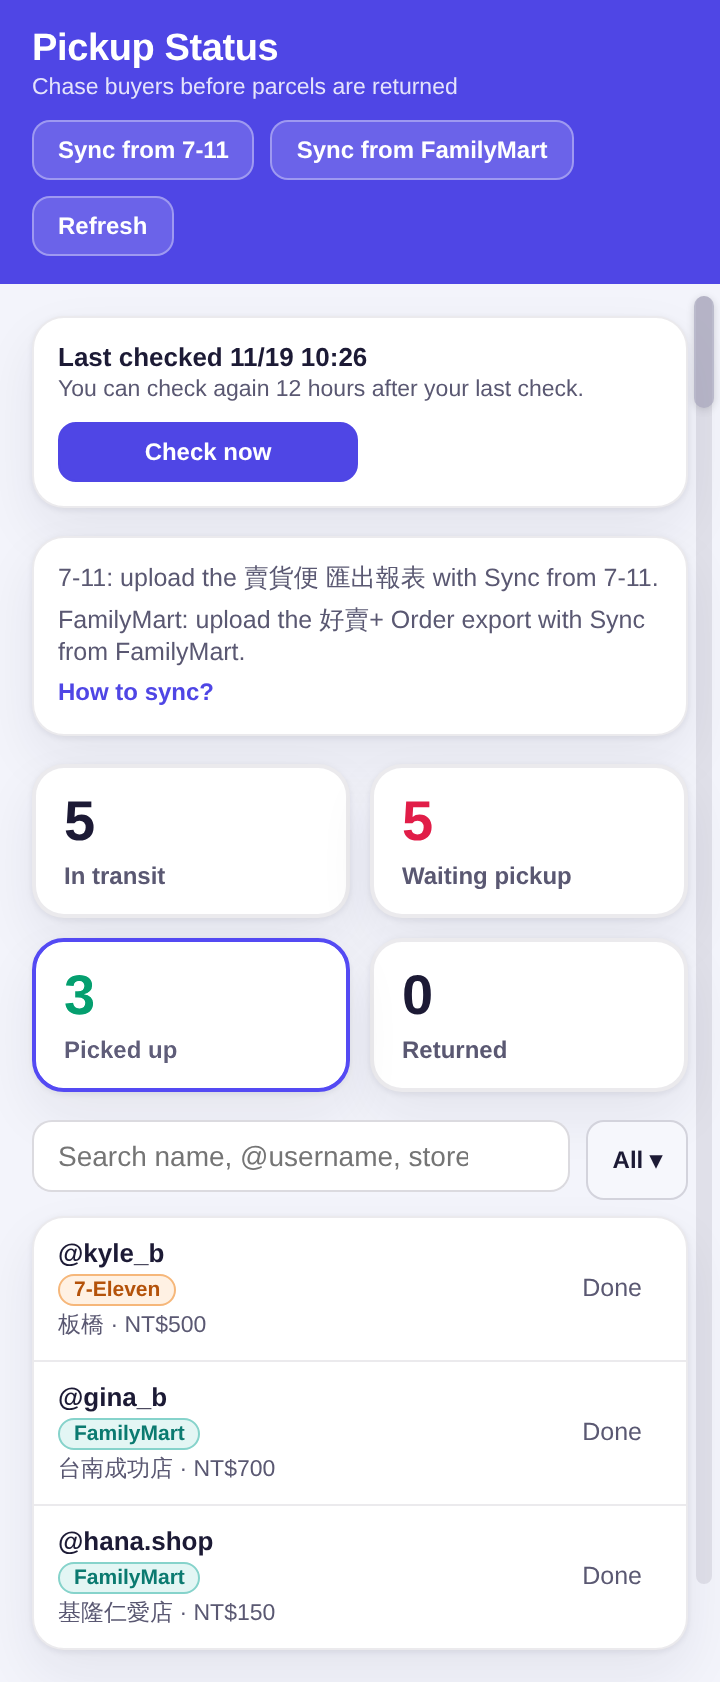 Pickup Status
Chase buyers before parcels are returned
Sync from 7-11
Sync from FamilyMart
Refresh
Last checked 11/19 10:26
You can check again 12 hours after your last check.
Check now
7-11: upload the 賣貨便 匯出報表 with Sync from 7-11.
FamilyMart: upload the 好賣+ Order export with Sync
from FamilyMart.
How to sync?
5
In transit
5
Waiting pickup
3
Picked up
0
Returned
Search name, @username, store
All ▾
@kyle_b
7-Eleven
板橋 · NT$500
Done
@gina_b
FamilyMart
台南成功店 · NT$700
Done
@hana.shop
FamilyMart
基隆仁愛店 · NT$150
Done